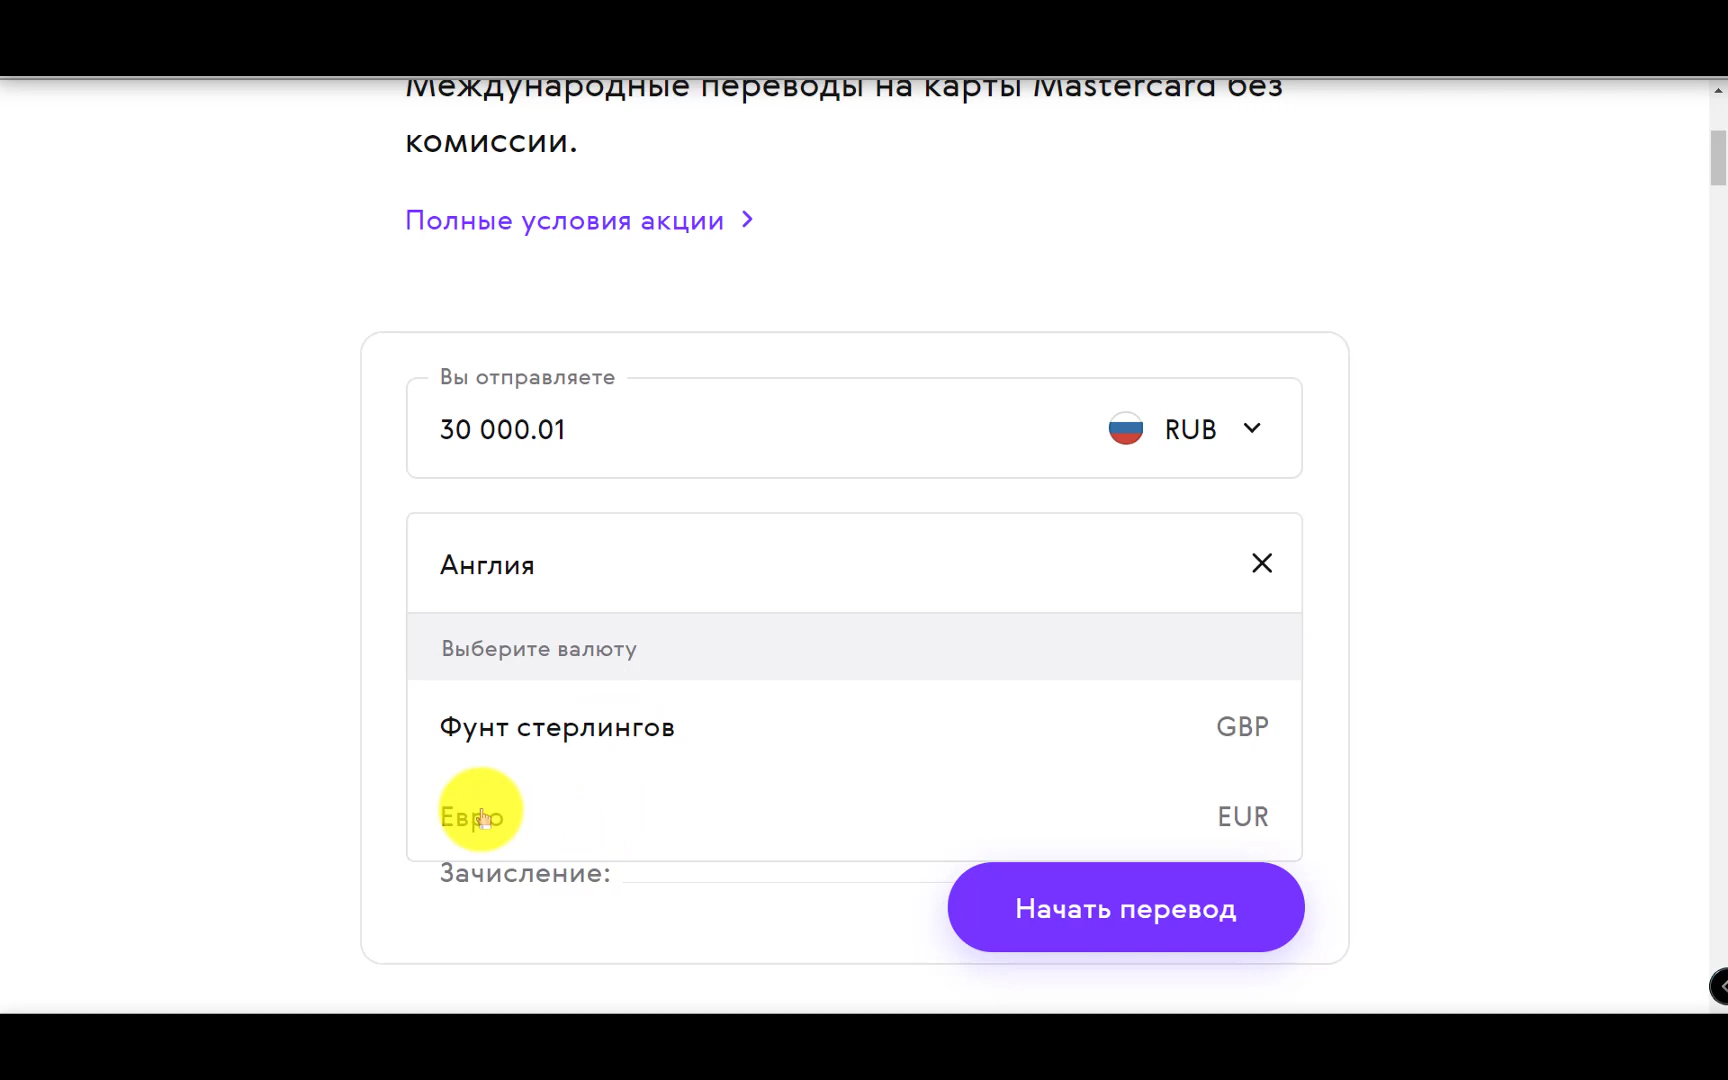 Международные переводы на карты Mastercard без
комиссии.
Полные условия акции
Вы отправляете
30 000.01
RUB
Англия
Выберите валюту
Фунт стерлингов
GBP
Евро
EUR
Зачисление:
Начать перевод